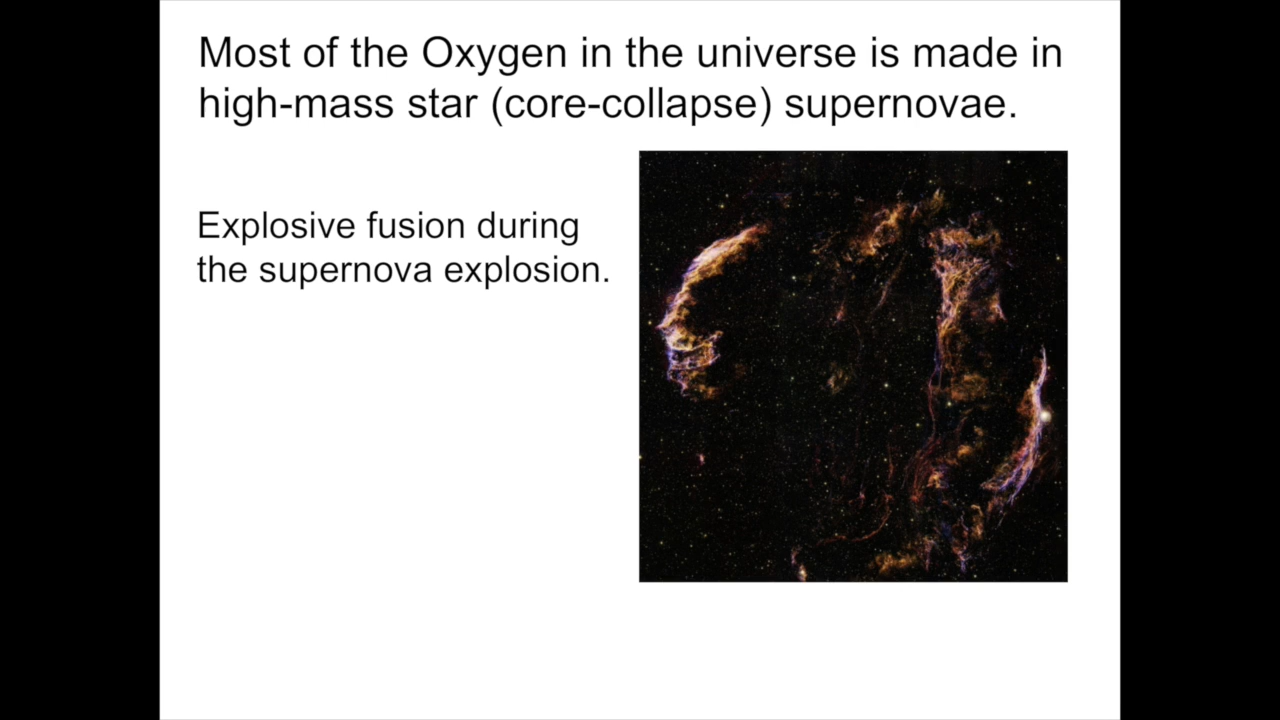 Most of the Oxygen in the universe is made in
high-mass star (core-collapse) supernovae.
Explosive fusion during
the supernova explosion.